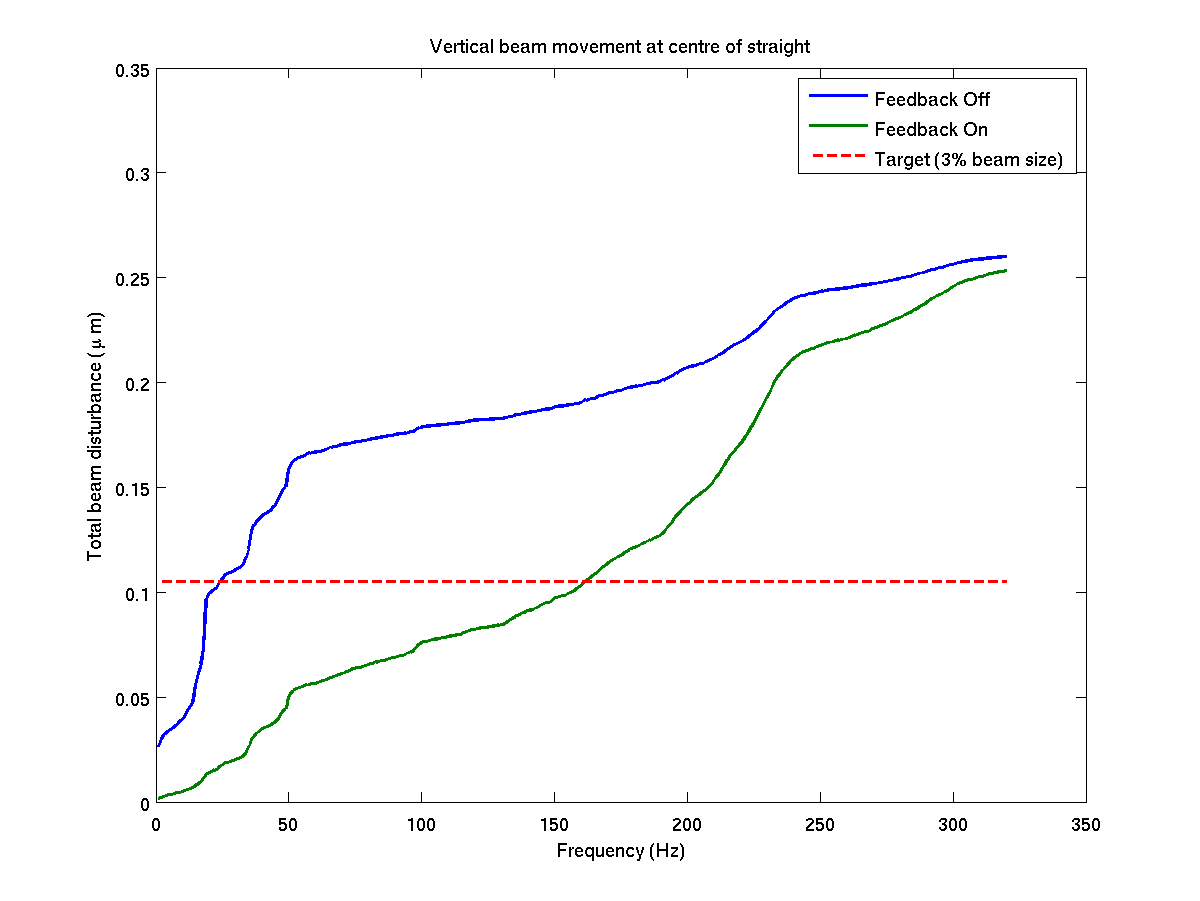 Vertical beam movement at centre of straight
0.35
0.3
0.25
0.2
0.15
0.1
0.05
0
Total beam disturbance (μ m)
Feedback Off
Feedback On
Target (3% beam size)
0 50 100 150 200 250 300 350
Frequency (Hz)